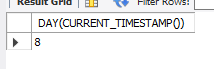 Result Grid Filter Rows:
DAY(CURRENT_TIMESTAMP())
8